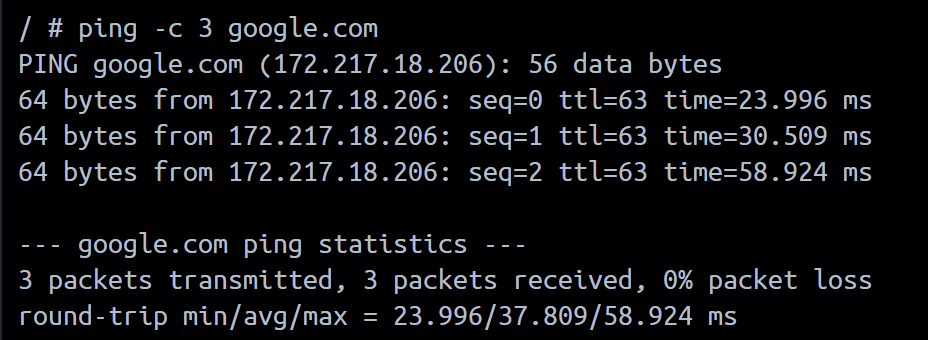 / # ping -c 3 google.com
PING google.com (172.217.18.206): 56 data bytes
64 bytes from 172.217.18.206: seq=0 ttl=63 time=23.996 ms
64 bytes from 172.217.18.206: seq=1 ttl=63 time=30.509 ms
64 bytes from 172.217.18.206: seq=2 ttl=63 time=58.924 ms

--- google.com ping statistics ---
3 packets transmitted, 3 packets received, 0% packet loss
round-trip min/avg/max = 23.996/37.809/58.924 ms